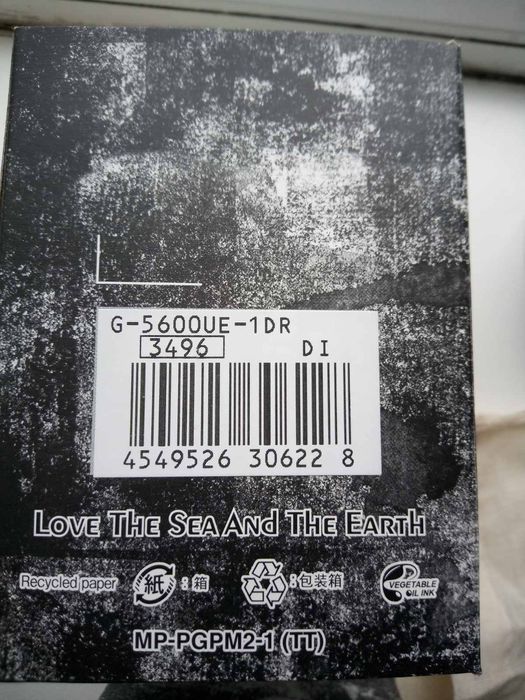 G-5600UE-1DR
3496 DI
4549526 30622 8
LOVE THE SEA AND THE EARTH
Recycled paper 紙 箱 包装箱 VEGETABLE OIL INK
MP-PGPM2-1 (TT)